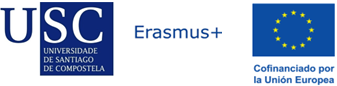 USC
UNIVERSIDADE
DE SANTIAGO
DE COMPOSTELA
Erasmus+
Cofinanciado por
la Unión Europea